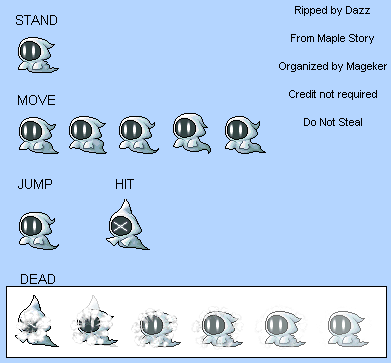 STAND
Ripped by Dazz
From Maple Story
Organized by Mageker
Credit not required
Do Not Steal
MOVE
JUMP
HIT
DEAD